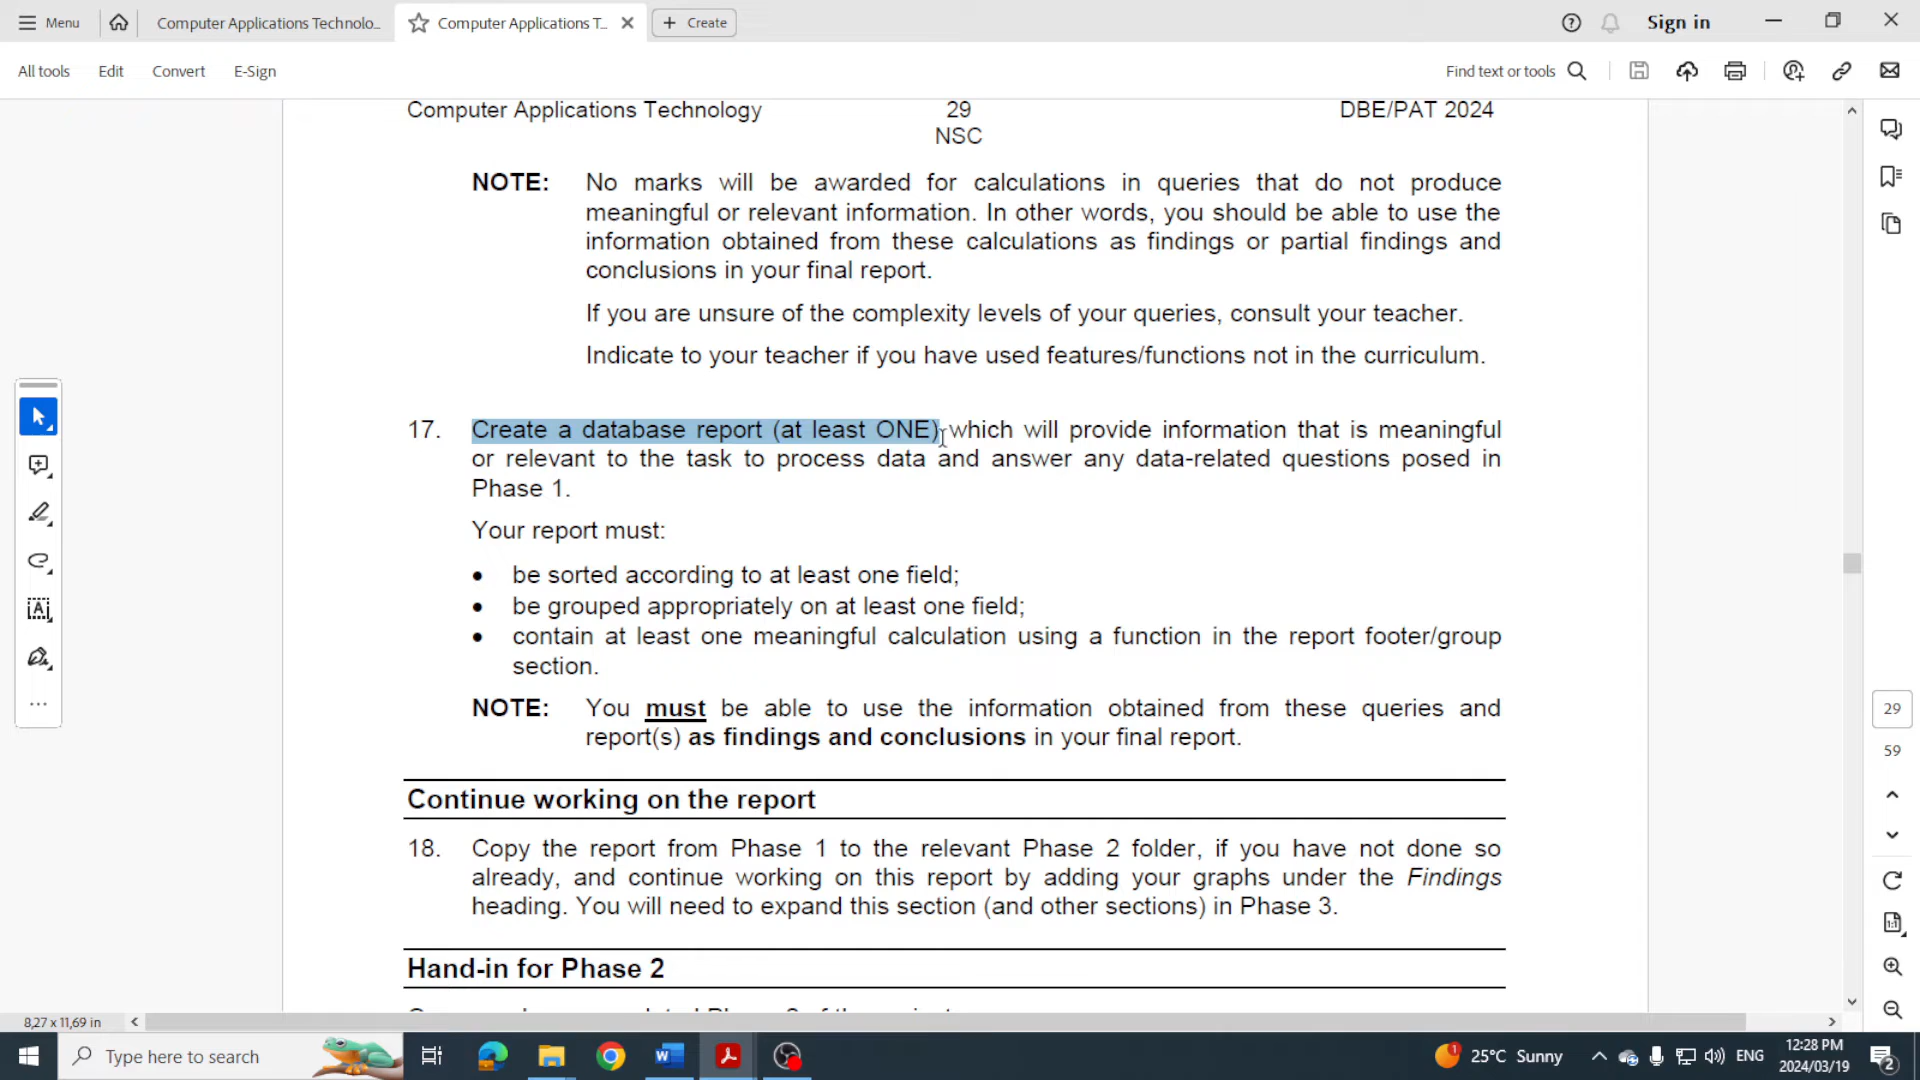 Menu
Computer Applications Technolo...
Computer Applications T...
Create
Sign in
All tools
Edit
Convert
E-Sign
Find text or tools
Computer Applications Technology 29 DBE/PAT 2024
NSC
NOTE: No marks will be awarded for calculations in queries that do not produce
meaningful or relevant information. In other words, you should be able to use the
information obtained from these calculations as findings or partial findings and
conclusions in your final report.
If you are unsure of the complexity levels of your queries, consult your teacher.
Indicate to your teacher if you have used features/functions not in the curriculum.
17. Create a database report (at least ONE) which will provide information that is meaningful
or relevant to the task to process data and answer any data-related questions posed in
Phase 1.
Your report must:
• be sorted according to at least one field;
• be grouped appropriately on at least one field;
• contain at least one meaningful calculation using a function in the report footer/group
section.
NOTE: You must be able to use the information obtained from these queries and
report(s) as findings and conclusions in your final report.
Continue working on the report
18. Copy the report from Phase 1 to the relevant Phase 2 folder, if you have not done so
already, and continue working on this report by adding your graphs under the Findings
heading. You will need to expand this section (and other sections) in Phase 3.
Hand-in for Phase 2
29
59
8,27 x 11,69 in
Type here to search
1
25°C Sunny
ENG
12:28 PM
2024/03/19
2